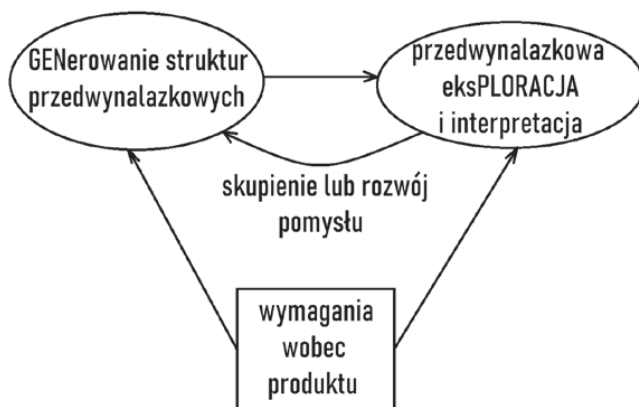 GENerowanie struktur
przedwynalazkowych
przedwynalazkowa
eksPLORACJA
i interpretacja
skupienie lub rozwój
pomysłu
wymagania
wobec
produktu